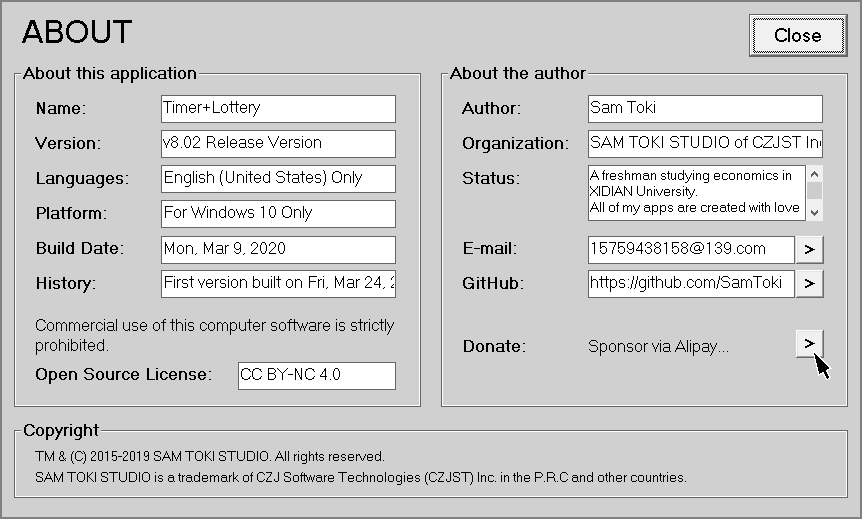 ABOUT
Close
About this application
Name: Timer+Lottery
Version: v8.02 Release Version
Languages: English (United States) Only
Platform: For Windows 10 Only
Build Date: Mon, Mar 9, 2020
History: First version built on Fri, Mar 24,
Commercial use of this computer software is strictly
prohibited.
Open Source License: CC BY-NC 4.0
About the author
Author: Sam Toki
Organization: SAM TOKI STUDIO of CZJST In
Status: A freshman studying economics in
XIDIAN University.
All of my apps are created with love
E-mail: 15759438158@139.com >
GitHub: https://github.com/SamToki >
Donate: Sponsor via Alipay... >
Copyright
TM & (C) 2015-2019 SAM TOKI STUDIO. All rights reserved.
SAM TOKI STUDIO is a trademark of CZJ Software Technologies (CZJST) Inc. in the P.R.C and other countries.